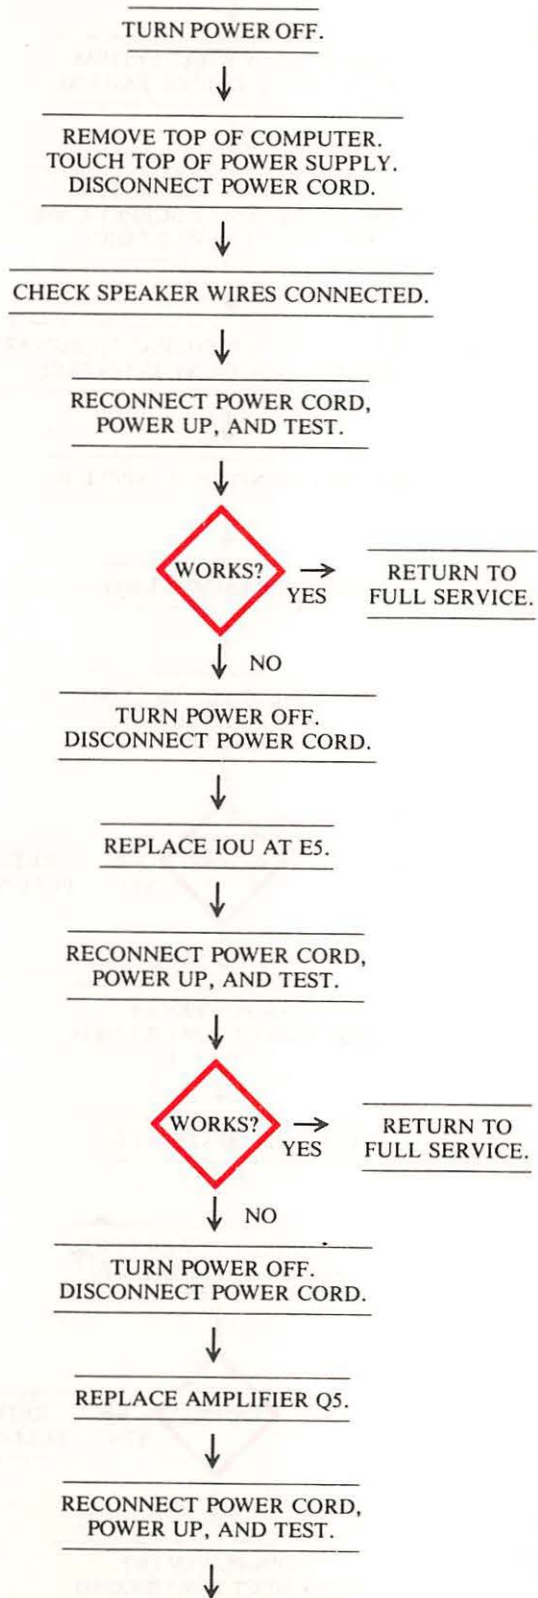 TURN POWER OFF.
REMOVE TOP OF COMPUTER.
TOUCH TOP OF POWER SUPPLY.
DISCONNECT POWER CORD.
CHECK SPEAKER WIRES CONNECTED.
RECONNECT POWER CORD,
POWER UP, AND TEST.
WORKS?
YES
RETURN TO
FULL SERVICE.
NO
TURN POWER OFF.
DISCONNECT POWER CORD.
REPLACE IOU AT E5.
RECONNECT POWER CORD,
POWER UP, AND TEST.
WORKS?
YES
RETURN TO
FULL SERVICE.
NO
TURN POWER OFF.
DISCONNECT POWER CORD.
REPLACE AMPLIFIER Q5.
RECONNECT POWER CORD,
POWER UP, AND TEST.